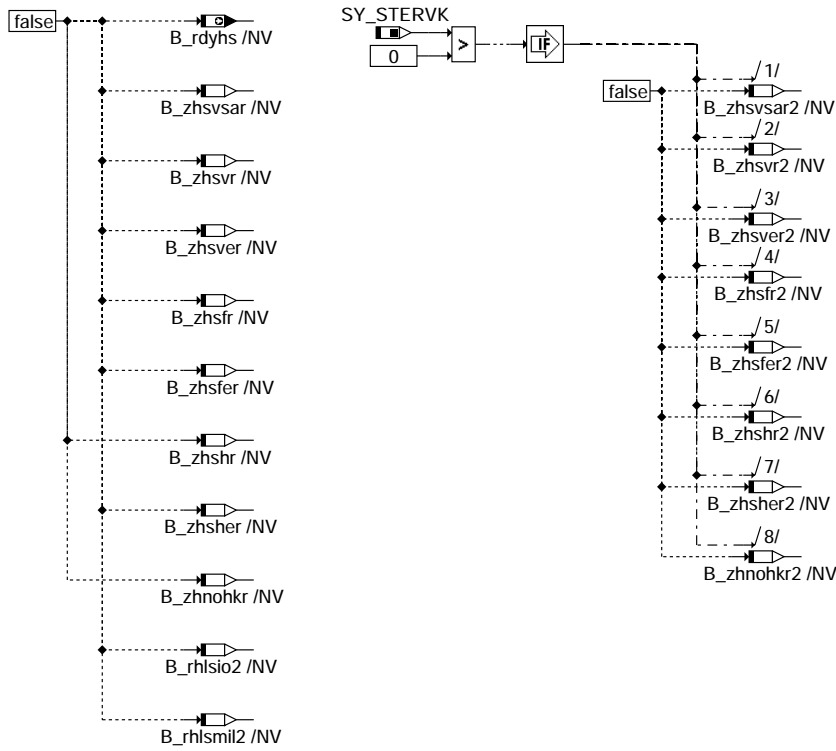 false
B_rdyhs /NV
B_zhsvsar /NV
B_zhsvr /NV
B_zhsver /NV
B_zhsfr /NV
B_zhsfer /NV
B_zhshr /NV
B_zhsher /NV
B_zhnohkr /NV
B_rhlsio2 /NV
B_rhlsmil2 /NV
SY_STERVK
0
>
IF
false
/ 1/
B_zhsvsar2 /NV
/ 2/
B_zhsvr2 /NV
/ 3/
B_zhsver2 /NV
/ 4/
B_zhsfr2 /NV
/ 5/
B_zhsfer2 /NV
/ 6/
B_zhshr2 /NV
/ 7/
B_zhsher2 /NV
/ 8/
B_zhnohkr2 /NV